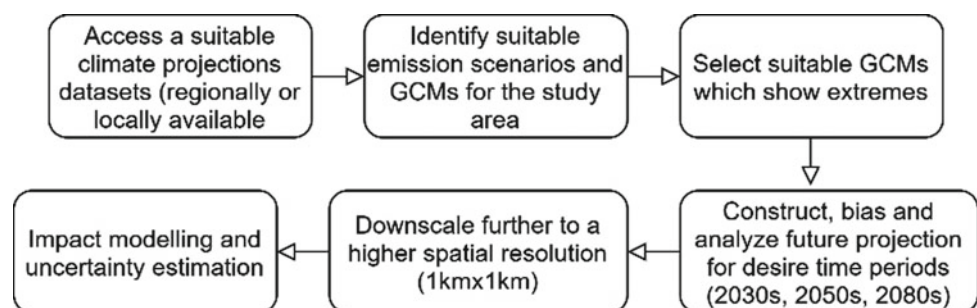 Access a suitable
climate projections
datasets (regionally or
locally available
Identify suitable
emission scenarios and
GCMs for the study
area
Select suitable GCMs
which show extremes
Construct, bias and
analyze future projection
for desire time periods
(2030s, 2050s, 2080s)
Downscale further to a
higher spatial resolution
(1kmx1km)
Impact modelling and
uncertainty estimation